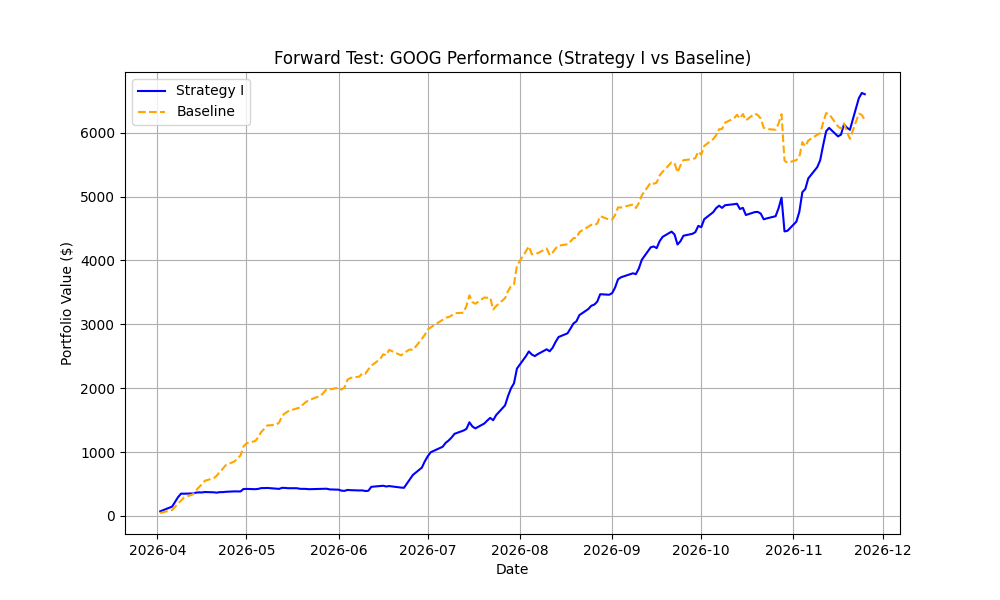 Forward Test: GOOG Performance (Strategy I vs Baseline)
Strategy I
Baseline
Portfolio Value ($)
6000
5000
4000
3000
2000
1000
0
2026-04 2026-05 2026-06 2026-07 2026-08 2026-09 2026-10 2026-11 2026-12
Date